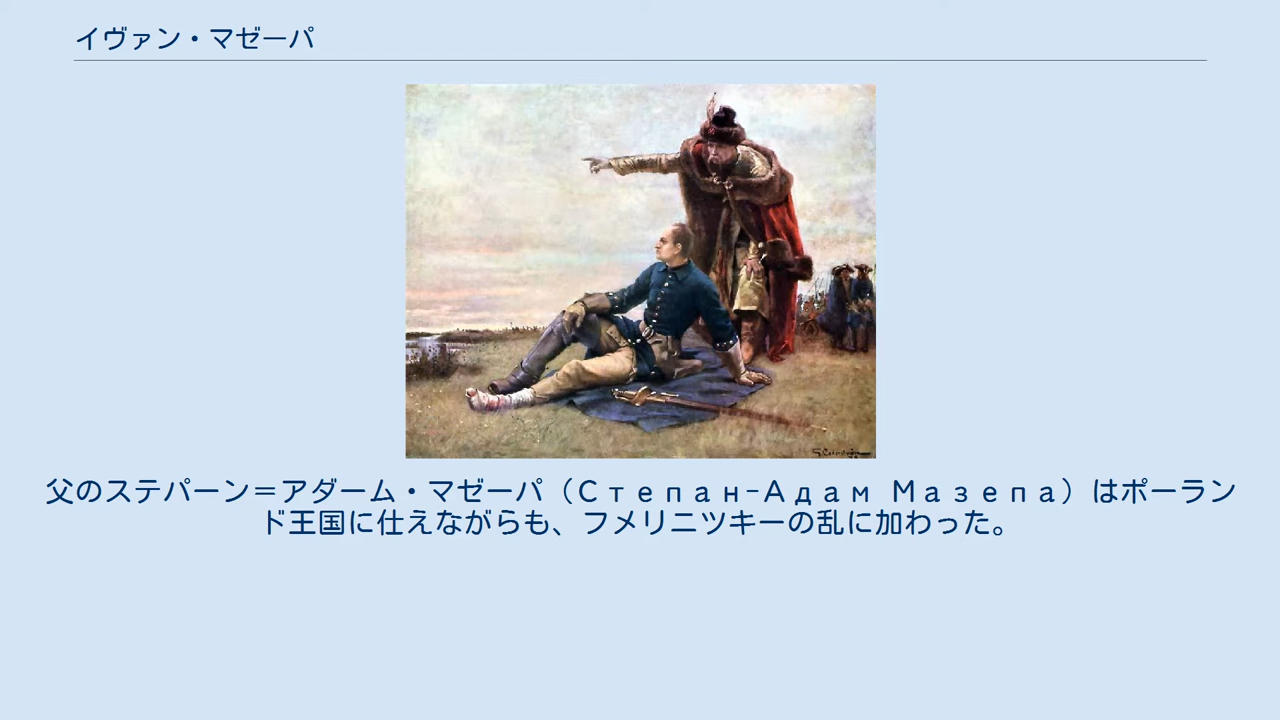 イヴァン・マゼーパ
父のステパーン＝アダーム・マゼーパ（Степан-Адам Мазепа）はポーラン
ド王国に仕えながらも、フメリニツキーの乱に加わった。